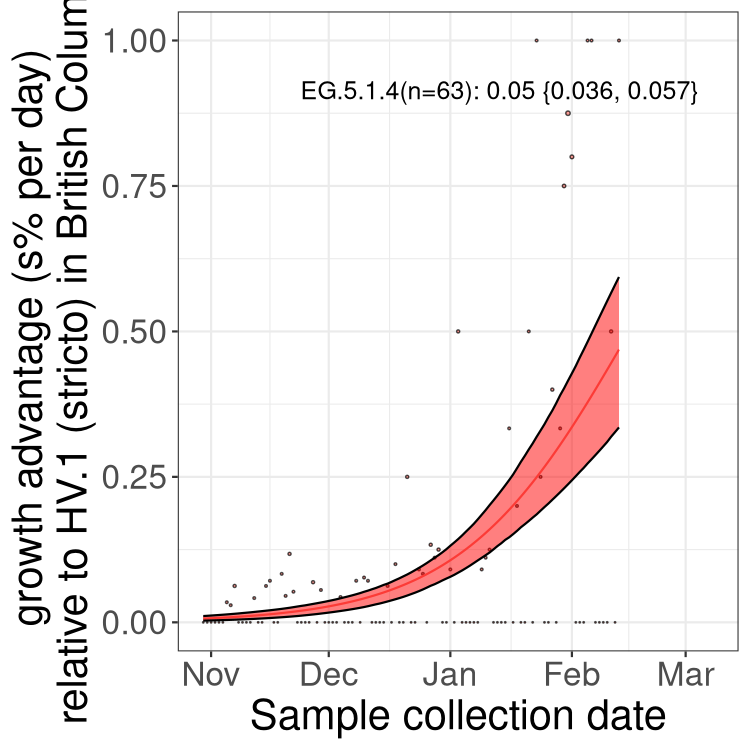 growth advantage (s% per day)
relative to HV.1 (stricto) in British Colum
1.00
0.75
0.50
0.25
0.00
EG.5.1.4(n=63): 0.05 {0.036, 0.057}
Nov Dec Jan Feb Mar
Sample collection date